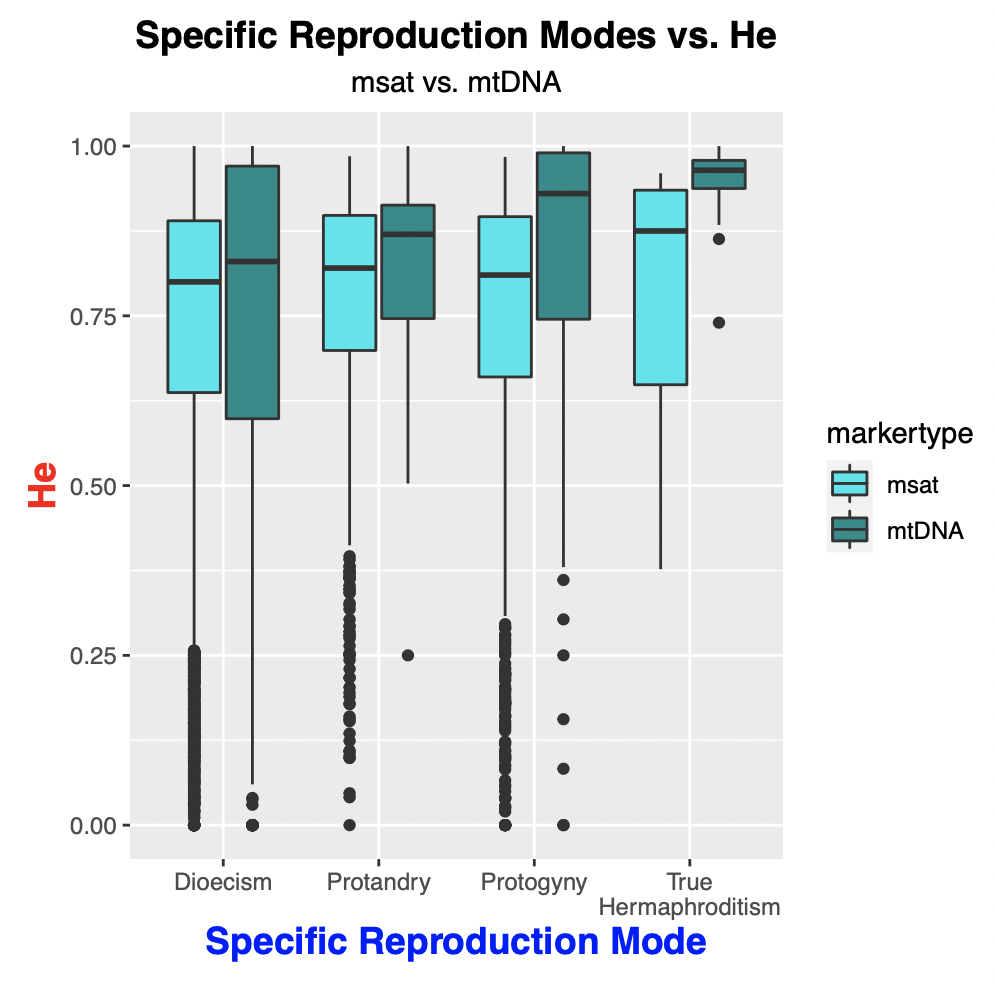 Specific Reproduction Modes vs. He
msat vs. mtDNA
1.00
0.75
0.50
0.25
0.00
He
Dioecism
Protandry
Protogyny
True
Hermaphroditism
Specific Reproduction Mode
markertype
msat
mtDNA